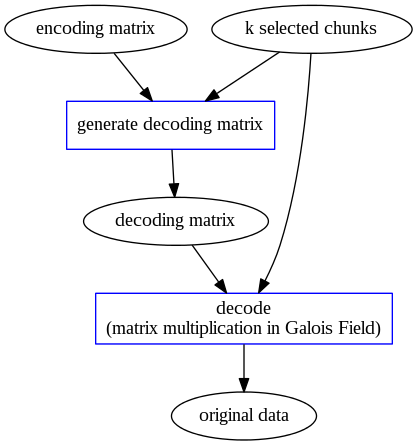 encoding matrix
k selected chunks
generate decoding matrix
decoding matrix
decode
(matrix multiplication in Galois Field)
original data